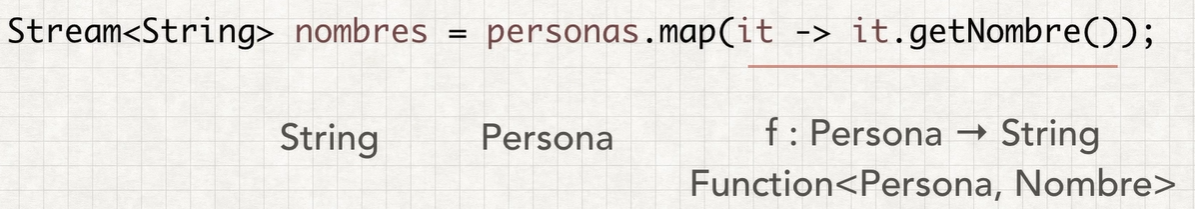 Stream<String> nombres = personas.map(it -> it.getNombre());
String Persona f : Persona → String
Function<Persona, Nombre>